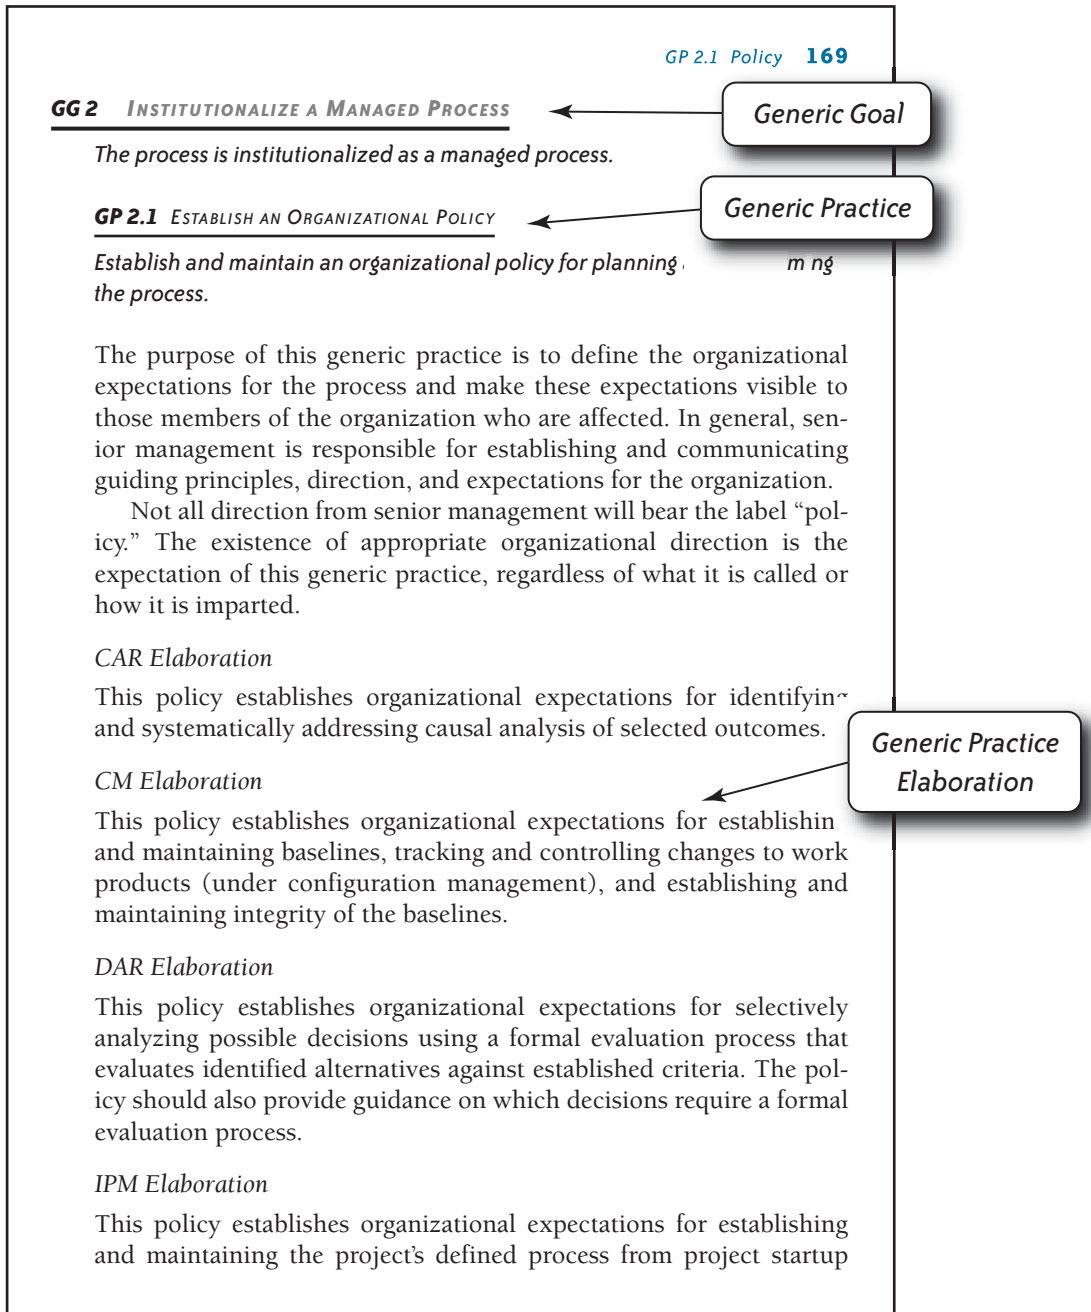 GP 2.1 Policy 169
GG 2 INSTITUTIONALIZE A MANAGED PROCESS
Generic Goal
The process is institutionalized as a managed process.
GP 2.1 ESTABLISH AN ORGANIZATIONAL POLICY
Generic Practice
Establish and maintain an organizational policy for planning
the process.
The purpose of this generic practice is to define the organizational
expectations for the process and make these expectations visible to
those members of the organization who are affected. In general, sen-
ior management is responsible for establishing and communicating
guiding principles, direction, and expectations for the organization.
Not all direction from senior management will bear the label “pol-
icy.” The existence of appropriate organizational direction is the
expectation of this generic practice, regardless of what it is called or
how it is imparted.
CAR Elaboration
This policy establishes organizational expectations for identifying
and systematically addressing causal analysis of selected outcomes.
Generic Practice
Elaboration
CM Elaboration
This policy establishes organizational expectations for establishin
and maintaining baselines, tracking and controlling changes to work
products (under configuration management), and establishing and
maintaining integrity of the baselines.
DAR Elaboration
This policy establishes organizational expectations for selectively
analyzing possible decisions using a formal evaluation process that
evaluates identified alternatives against established criteria. The pol-
icy should also provide guidance on which decisions require a formal
evaluation process.
IPM Elaboration
This policy establishes organizational expectations for establishing
and maintaining the project’s defined process from project startup